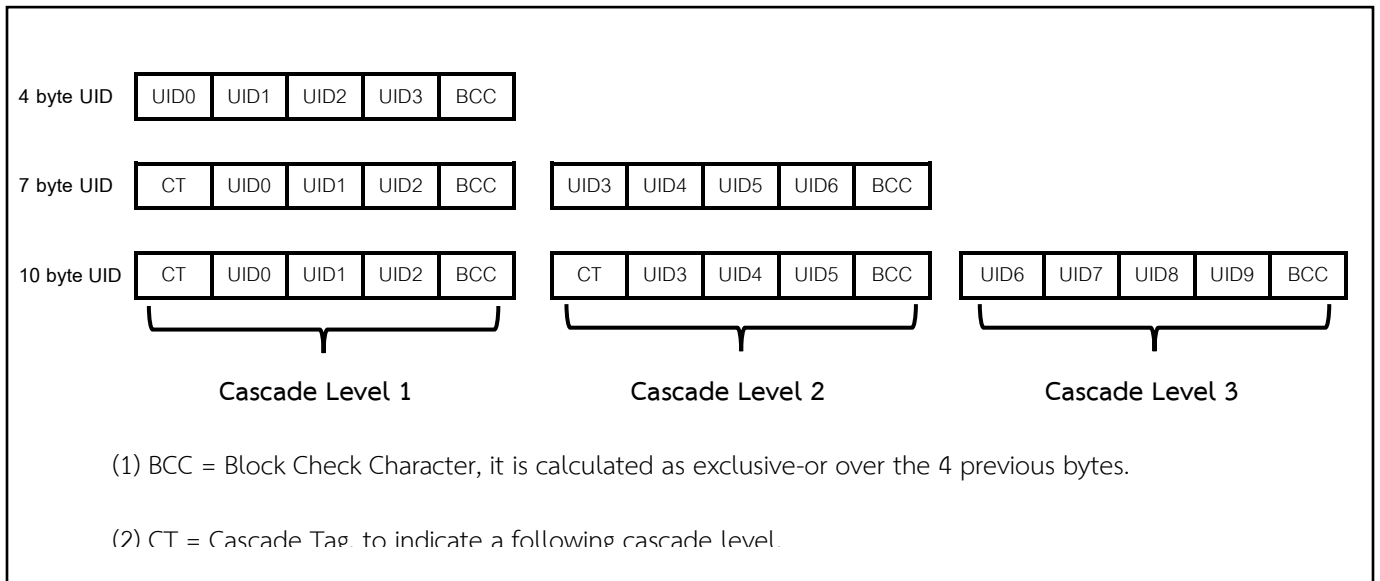 4 byte UID UID0 UID1 UID2 UID3 BCC
7 byte UID CT UID0 UID1 UID2 BCC UID3 UID4 UID5 UID6 BCC
10 byte UID CT UID0 UID1 UID2 BCC CT UID3 UID4 UID5 BCC UID6 UID7 UID8 UID9 BCC
Cascade Level 1 Cascade Level 2 Cascade Level 3
(1) BCC = Block Check Character, it is calculated as exclusive-or over the 4 previous bytes.
(2) CT = Cascade Tag, to indicate a following cascade level.